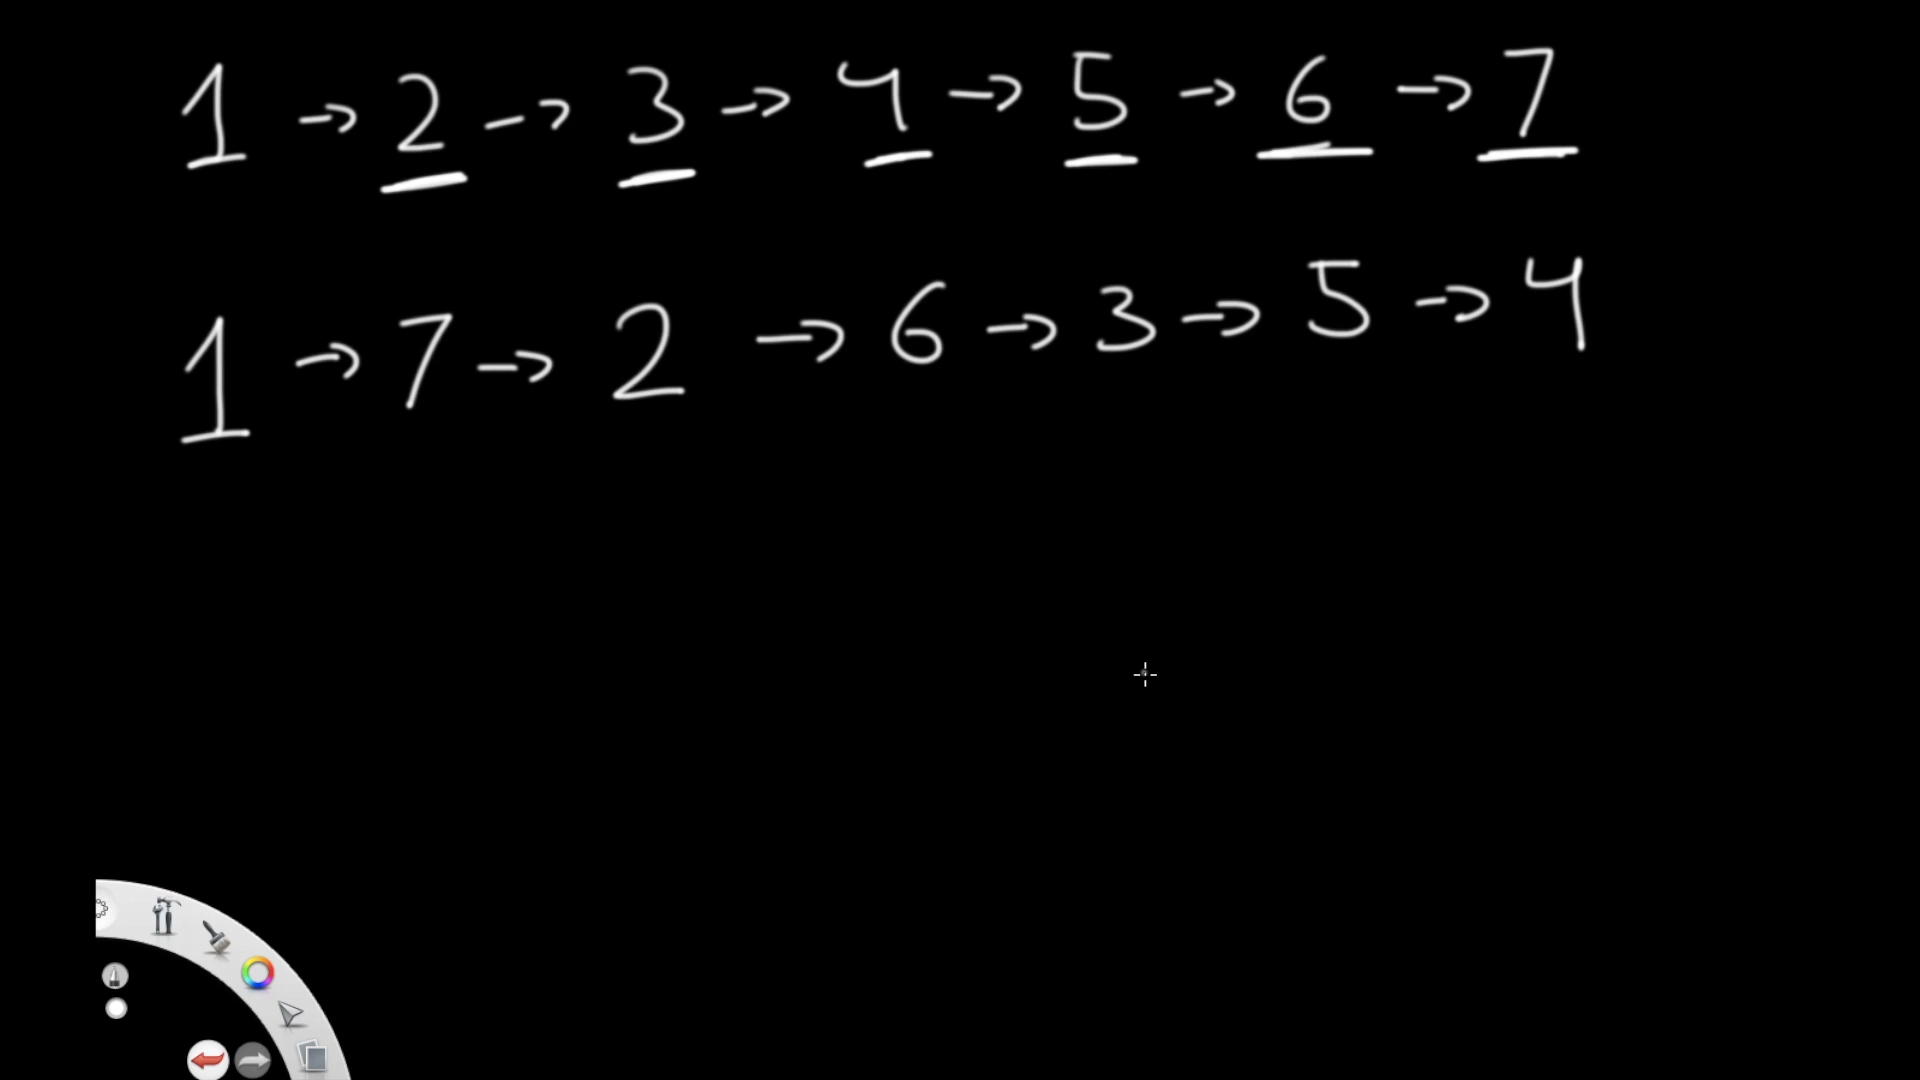 1 → 2 → 3 → 4 → 5 → 6 → 7
1 → 7 → 2 → 6 → 3 → 5 → 4